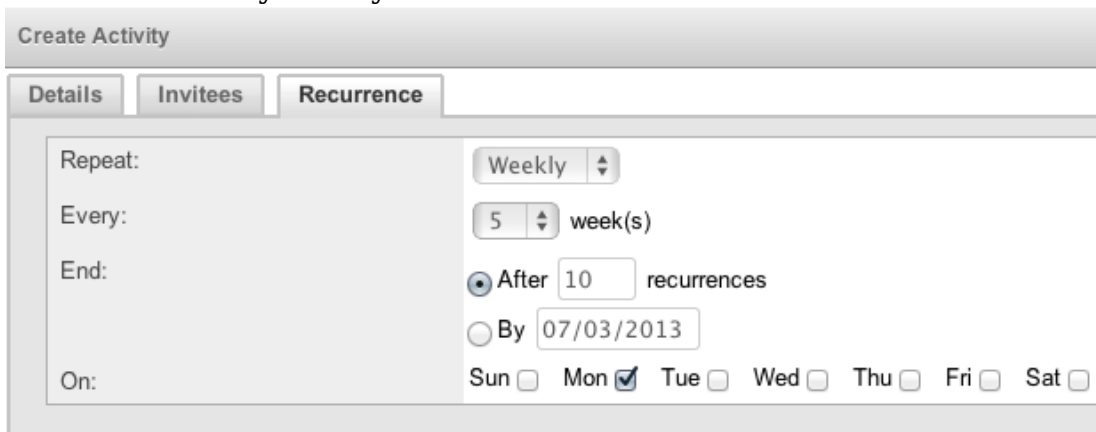 Create Activity
Details Invitees Recurrence
Repeat: Weekly
Every: 5 week(s)
End: After 10 recurrences
By 07/03/2013
On: Sun Mon Tue Wed Thu Fri Sat